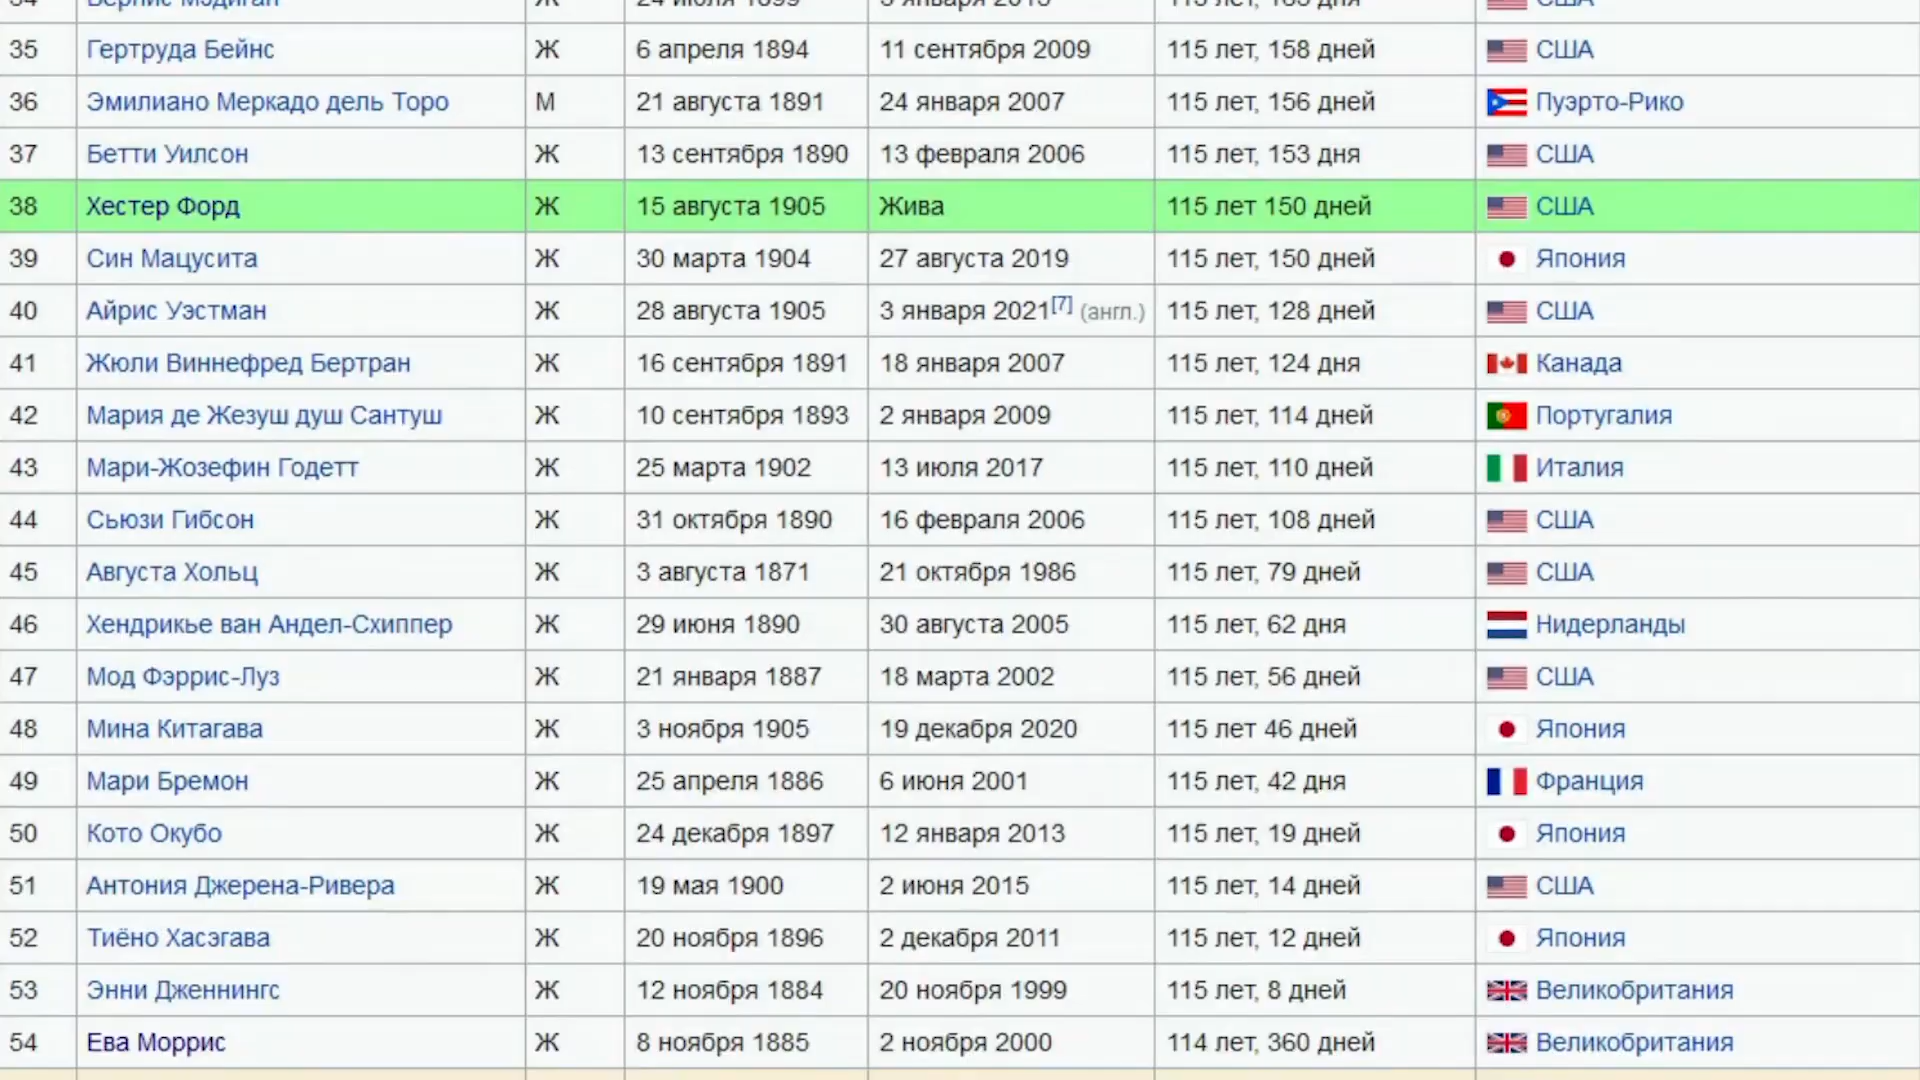 35 Гертруда Бейнс Ж 6 апреля 1894 11 сентября 2009 115 лет, 158 дней США
36 Эмилиано Меркадо дель Торо М 21 августа 1891 24 января 2007 115 лет, 156 дней Пуэрто-Рико
37 Бетти Уилсон Ж 13 сентября 1890 13 февраля 2006 115 лет, 153 дня США
38 Хестер Форд Ж 15 августа 1905 Жива 115 лет 150 дней США
39 Син Мацусита Ж 30 марта 1904 27 августа 2019 115 лет, 150 дней Япония
40 Айрис Уэстман Ж 28 августа 1905 3 января 2021[7] (англ.) 115 лет, 128 дней США
41 Жюли Виннефред Бертран Ж 16 сентября 1891 18 января 2007 115 лет, 124 дня Канада
42 Мария де Жезуш душ Сантуш Ж 10 сентября 1893 2 января 2009 115 лет, 114 дней Португалия
43 Мари-Жозефин Годетт Ж 25 марта 1902 13 июля 2017 115 лет, 110 дней Италия
44 Сьюзи Гибсон Ж 31 октября 1890 16 февраля 2006 115 лет, 108 дней США
45 Августа Хольц Ж 3 августа 1871 21 октября 1986 115 лет, 79 дней США
46 Хендрикье ван Андел-Схиппер Ж 29 июня 1890 30 августа 2005 115 лет, 62 дня Нидерланды
47 Мод Фэррис-Луз Ж 21 января 1887 18 марта 2002 115 лет, 56 дней США
48 Мина Китагава Ж 3 ноября 1905 19 декабря 2020 115 лет 46 дней Япония
49 Мари Бремон Ж 25 апреля 1886 6 июня 2001 115 лет, 42 дня Франция
50 Кото Окубо Ж 24 декабря 1897 12 января 2013 115 лет, 19 дней Япония
51 Антония Джерена-Ривера Ж 19 мая 1900 2 июня 2015 115 лет, 14 дней США
52 Тиёно Хасэгава Ж 20 ноября 1896 2 декабря 2011 115 лет, 12 дней Япония
53 Энни Дженнингс Ж 12 ноября 1884 20 ноября 1999 115 лет, 8 дней Великобритания
54 Ева Моррис Ж 8 ноября 1885 2 ноября 2000 114 лет, 360 дней Великобритания